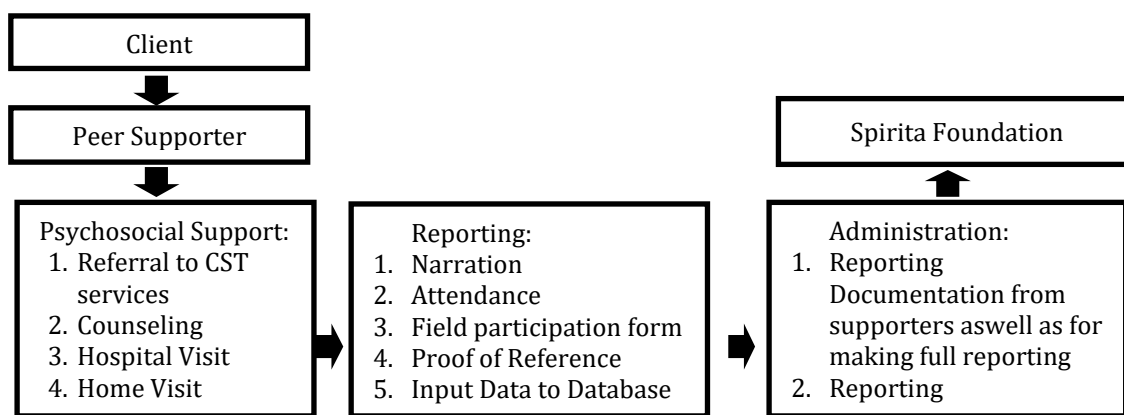 Client
Peer Supporter
Spirita Foundation
Psychosocial Support:
1. Referral to CST
services
2. Counseling
3. Hospital Visit
4. Home Visit
Reporting:
1. Narration
2. Attendance
3. Field participation form
4. Proof of Reference
5. Input Data to Database
Administration:
1. Reporting
Documentation from
supporters aswell as for
making full reporting
2. Reporting